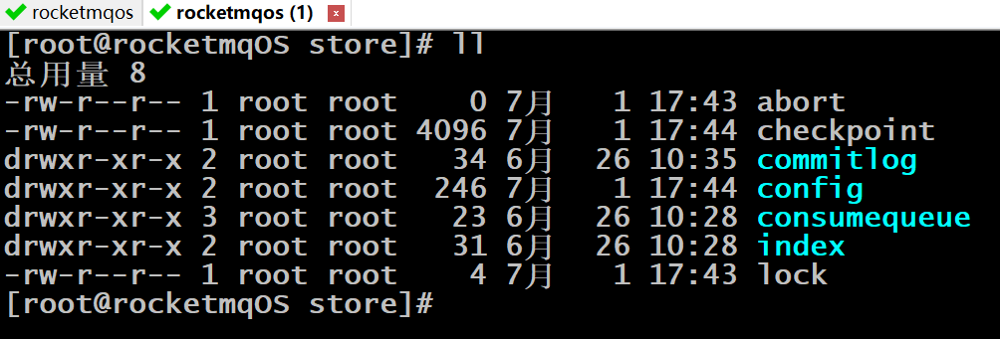 rocketmqos rocketmqos (1)
[root@rocketmqOS store]# ll
总用量 8
-rw-r--r-- 1 root root 0 7月 1 17:43 abort
-rw-r--r-- 1 root root 4096 7月 1 17:44 checkpoint
drwxr-xr-x 2 root root 34 6月 26 10:35 commitlog
drwxr-xr-x 2 root root 246 7月 1 17:44 config
drwxr-xr-x 3 root root 23 6月 26 10:28 consumequeue
drwxr-xr-x 2 root root 31 6月 26 10:28 index
-rw-r--r-- 1 root root 4 7月 1 17:43 lock
[root@rocketmqOS store]#